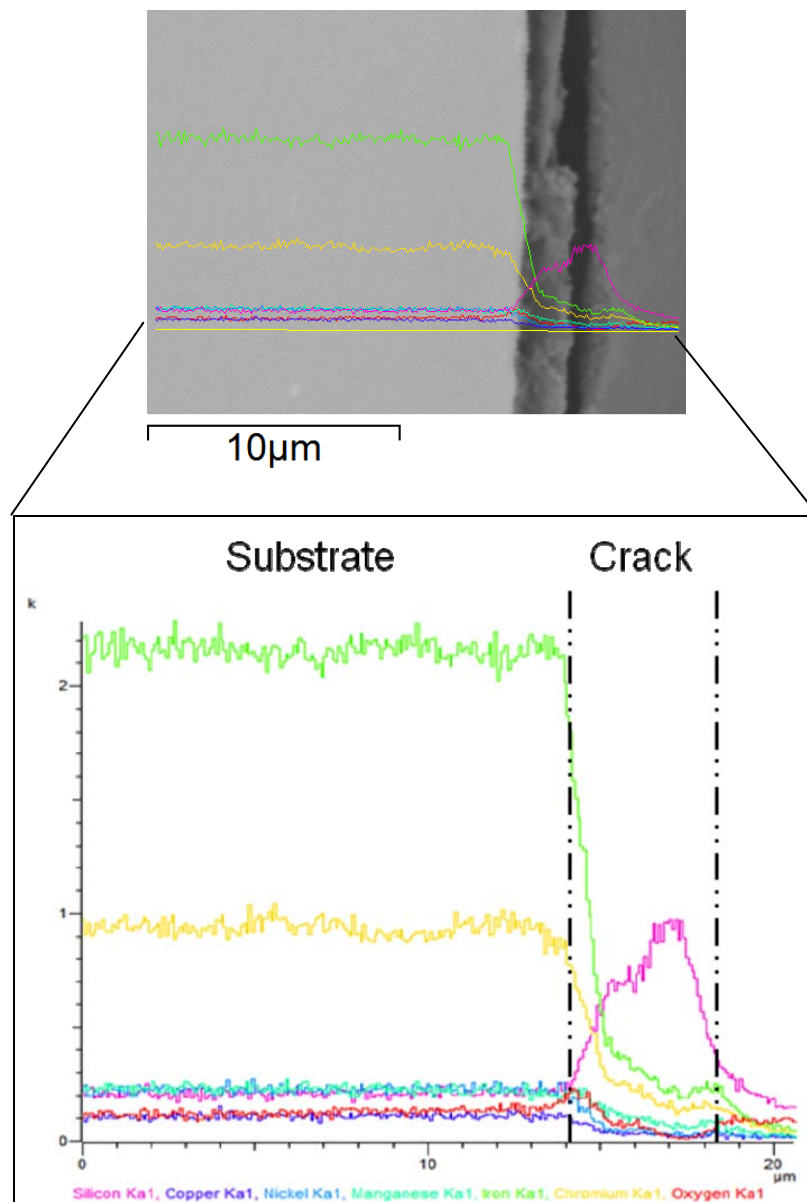 10µm
Substrate Crack
k
2
1
0
0 10 20
µm
Silicon Ka1, Copper Ka1, Nickel Ka1, Manganese Ka1, Iron Ka1, Chromium Ka1, Oxygen Ka1